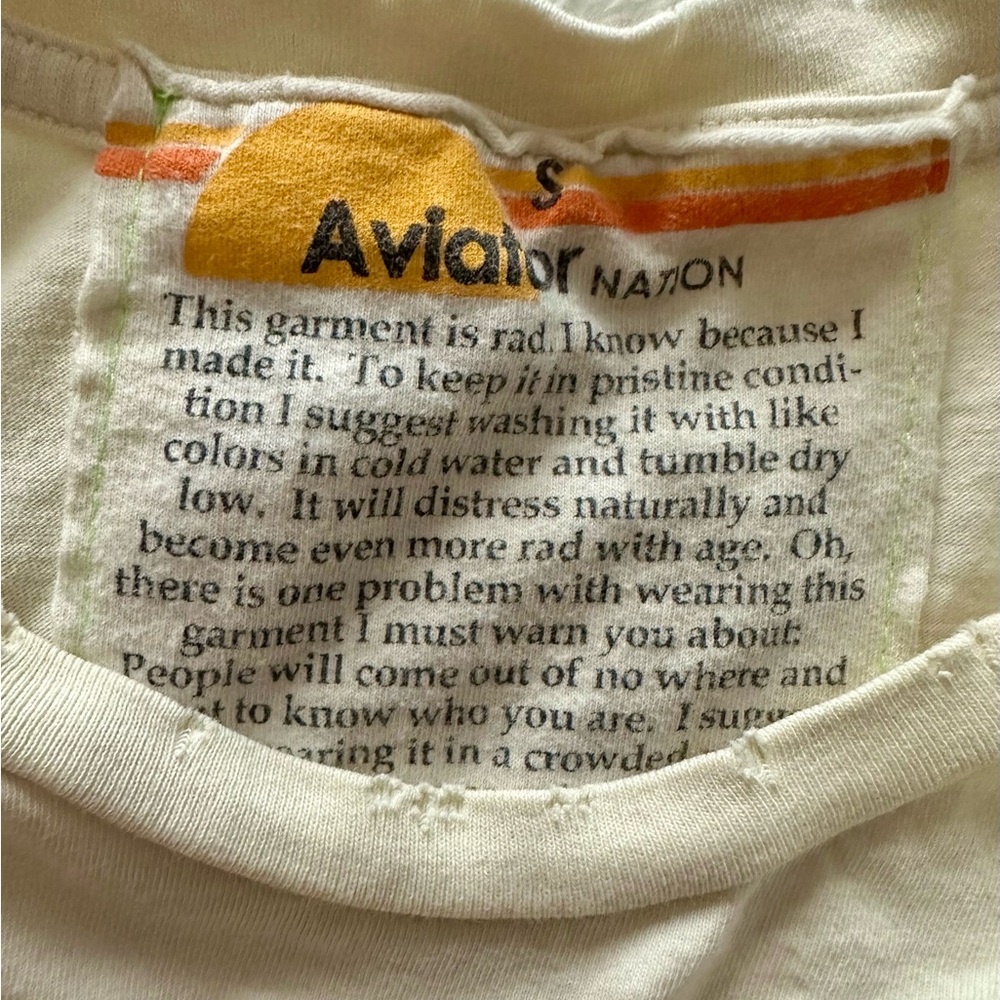 S
Aviator NATION
This garment is rad. I know because I
made it. To keep it in pristine condi-
tion I suggest washing it with like
colors in cold water and tumble dry
low. It will distress naturally and
become even more rad with age. Oh,
there is one problem with wearing this
garment I must warn you about:
People will come out of no where and
to know who you are. I
it in a crowded